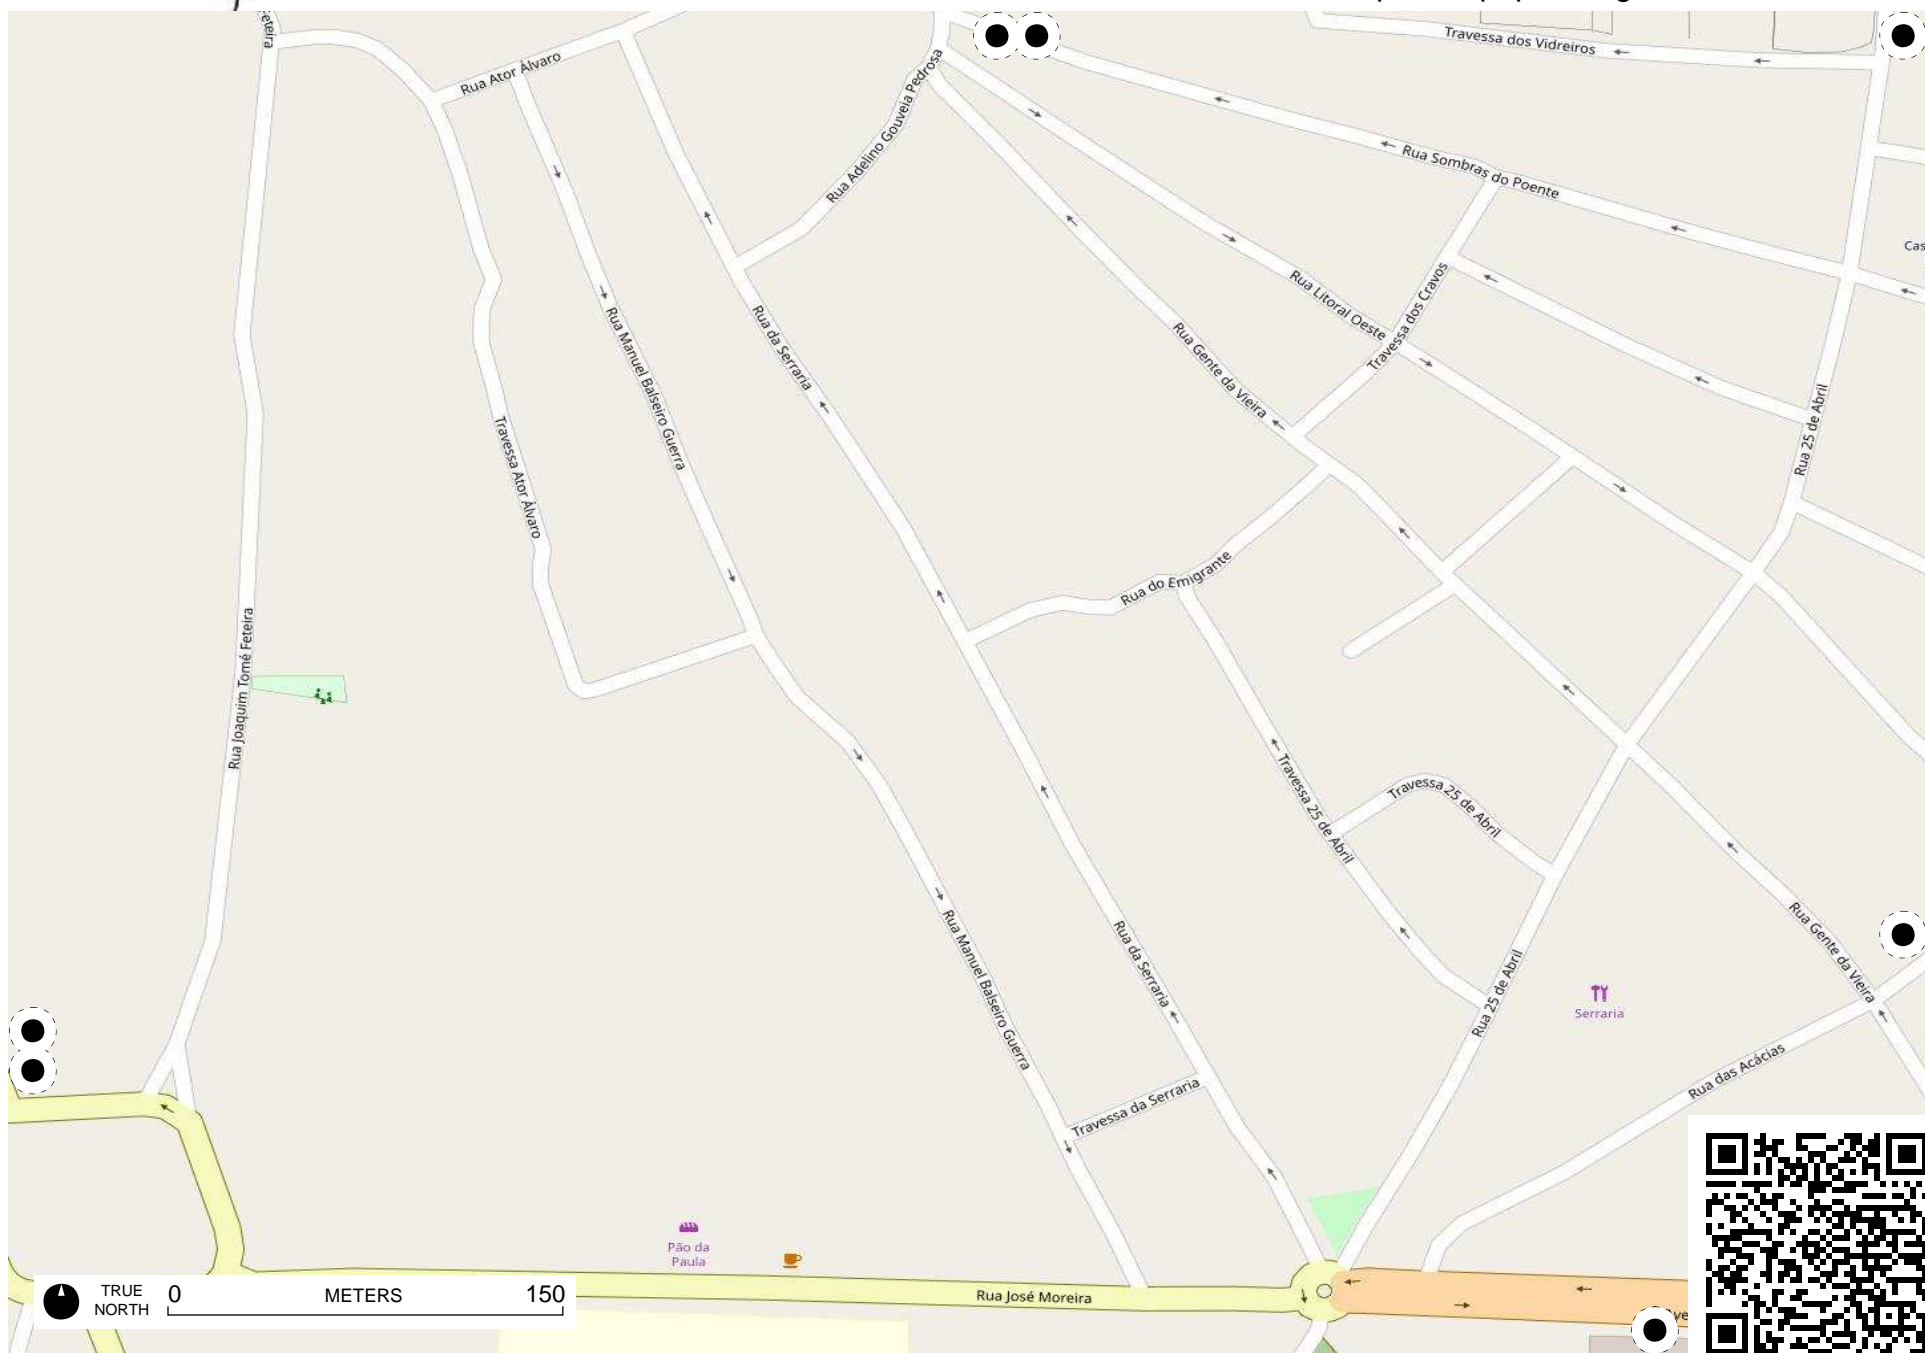 Feteira
Travessa dos Vidreiros
Rua Ator Álvaro
Rua Adelino Gouveia Pedrosa
Rua Sombras do Poente
Cas
Rua Litoral Oeste
Travessa dos Cravos
Rua da Serraria
Rua Manuel Balseiro Guerra
Rua Gente da Vieira
Rua 25 de Abril
Travessa Ator Álvaro
Rua do Emigrante
Rua Joaquim Tomé Feteira
Travessa 25 de Abril
Travessa 25 de Abril
Rua Gente da Vieira
Rua da Serraria
Rua Manuel Balseiro Guerra
Rua 25 de Abril
Serraria
Rua das Acácias
Travessa da Serraria
Pão da
Paula
TRUE
NORTH
0 METERS 150
Rua José Moreira